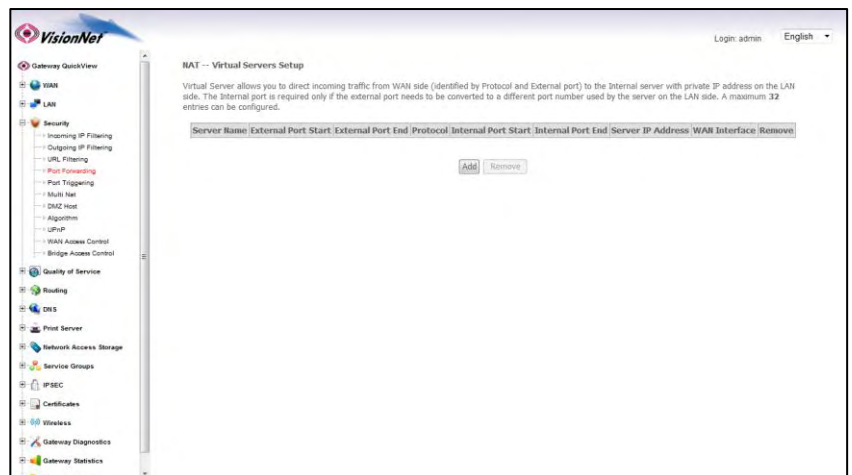 VisionNet
Login: admin
English
Gateway QuickView
WAN
LAN
Security
Incoming IP Filtering
Outgoing IP Filtering
URL Filtering
Port Forwarding
Port Triggering
Multi Net
DMZ Host
Algorithm
UPnP
WAN Access Control
Bridge Access Control
Quality of Service
Routing
DNS
Print Server
Network Access Storage
Service Groups
IPSEC
Certificates
Wireless
Gateway Diagnostics
Gateway Statistics
NAT -- Virtual Servers Setup
Virtual Server allows you to direct incoming traffic from WAN side (identified by Protocol and External port) to the Internal server with private IP address on the LAN
side. The Internal port is required only if the external port needs to be converted to a different port number used by the server on the LAN side. A maximum 32
entries can be configured.
Server Name External Port Start External Port End Protocol Internal Port Start Internal Port End Server IP Address WAN Interface Remove
Add Remove